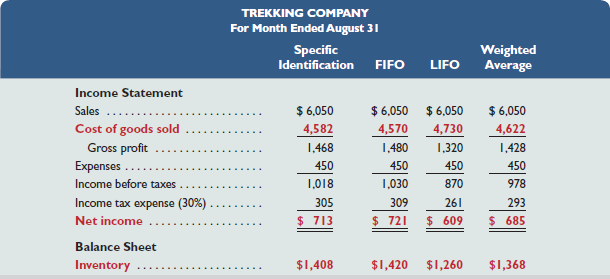 TREKKING COMPANY
For Month Ended August 31
Specific Identification FIFO LIFO Weighted Average
Income Statement
Sales ........................... $ 6,050 $ 6,050 $ 6,050 $ 6,050
Cost of goods sold ............. 4,582 4,570 4,730 4,622
Gross profit .................. 1,468 1,480 1,320 1,428
Expenses ........................ 450 450 450 450
Income before taxes ............. 1,018 1,030 870 978
Income tax expense (30%) ........ 305 309 261 293
Net income ...................... $ 713 $ 721 $ 609 $ 685
Balance Sheet
Inventory ....................... $1,408 $1,420 $1,260 $1,368